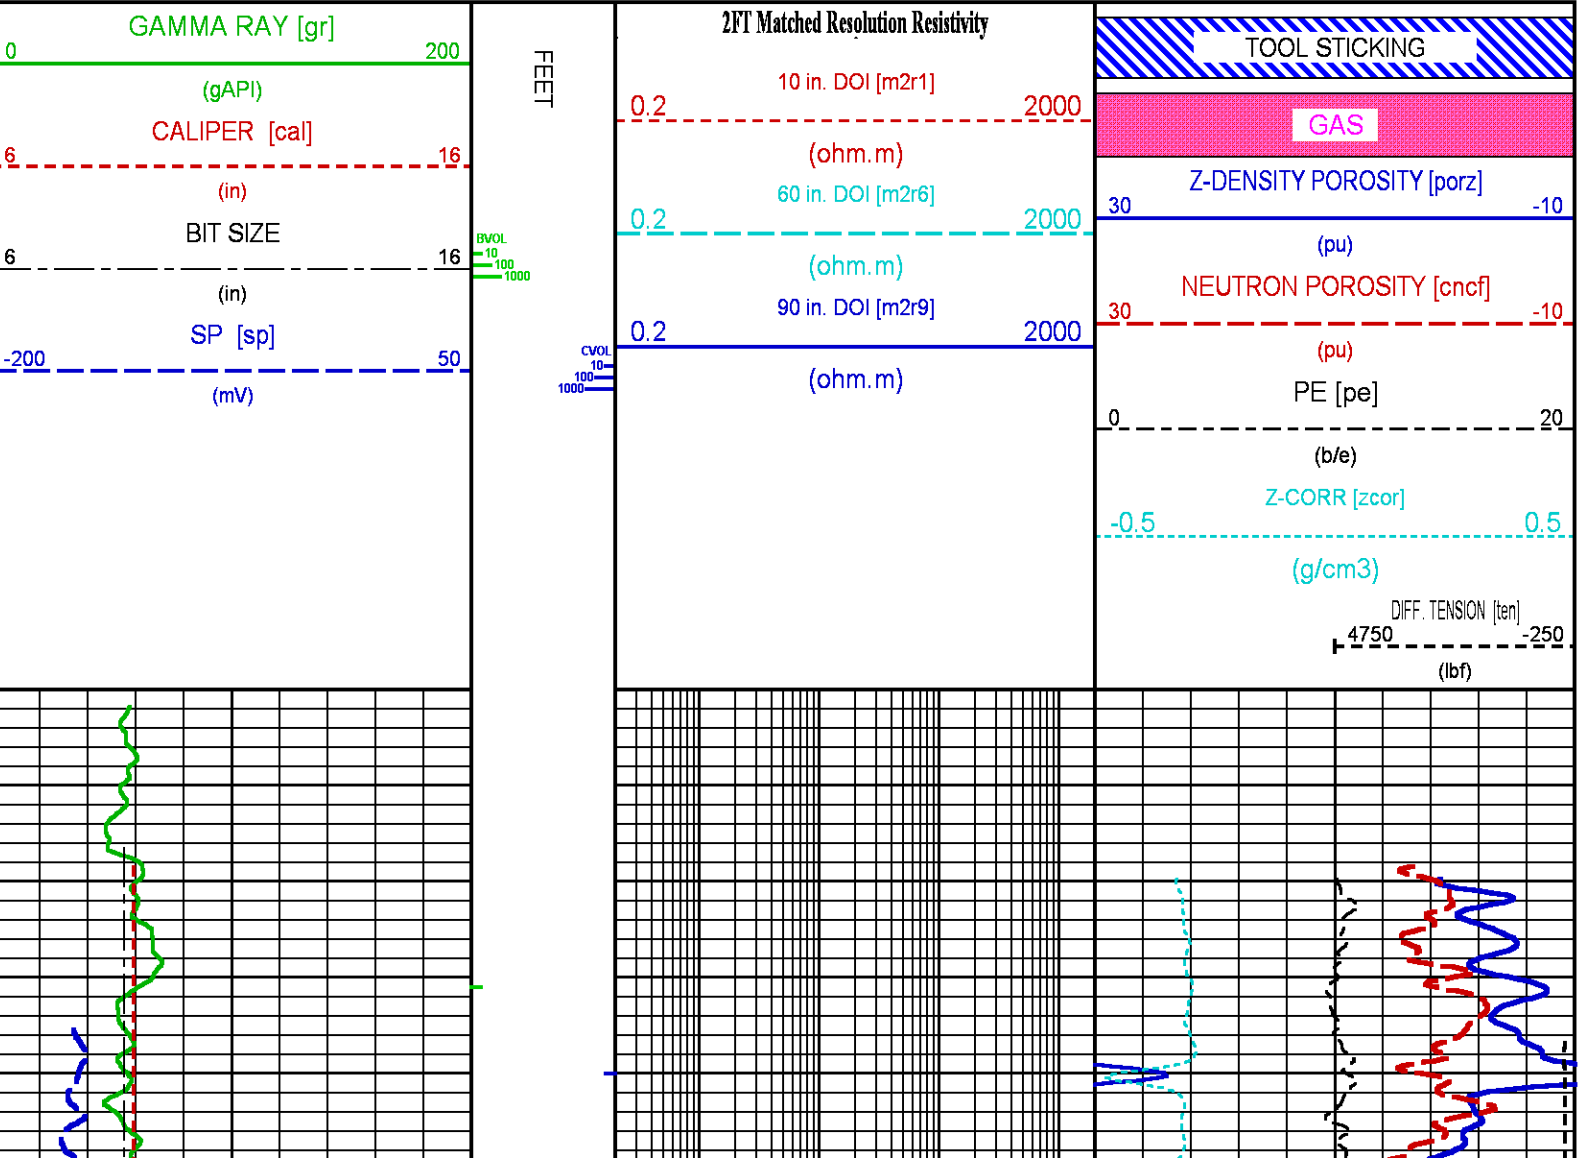 GAMMA RAY [gr]
0 200
(gAPI)
CALIPER [cal]
6 16
(in)
BIT SIZE
6 16
(in)
SP [sp]
-200 50
(mV)
FEET
BVOL
10
100
1000
CVOL
10
100
1000
2FT Matched Resolution Resistivity
10 in. DOI [m2r1]
0.2 2000
(ohm.m)
60 in. DOI [m2r6]
0.2 2000
(ohm.m)
90 in. DOI [m2r9]
0.2 2000
(ohm.m)
TOOL STICKING
GAS
Z-DENSITY POROSITY [porz]
30 -10
(pu)
NEUTRON POROSITY [cncf]
30 -10
(pu)
PE [pe]
0 20
(b/e)
Z-CORR [zcor]
-0.5 0.5
(g/cm3)
DIFF. TENSION [ten]
4750 -250
(lbf)